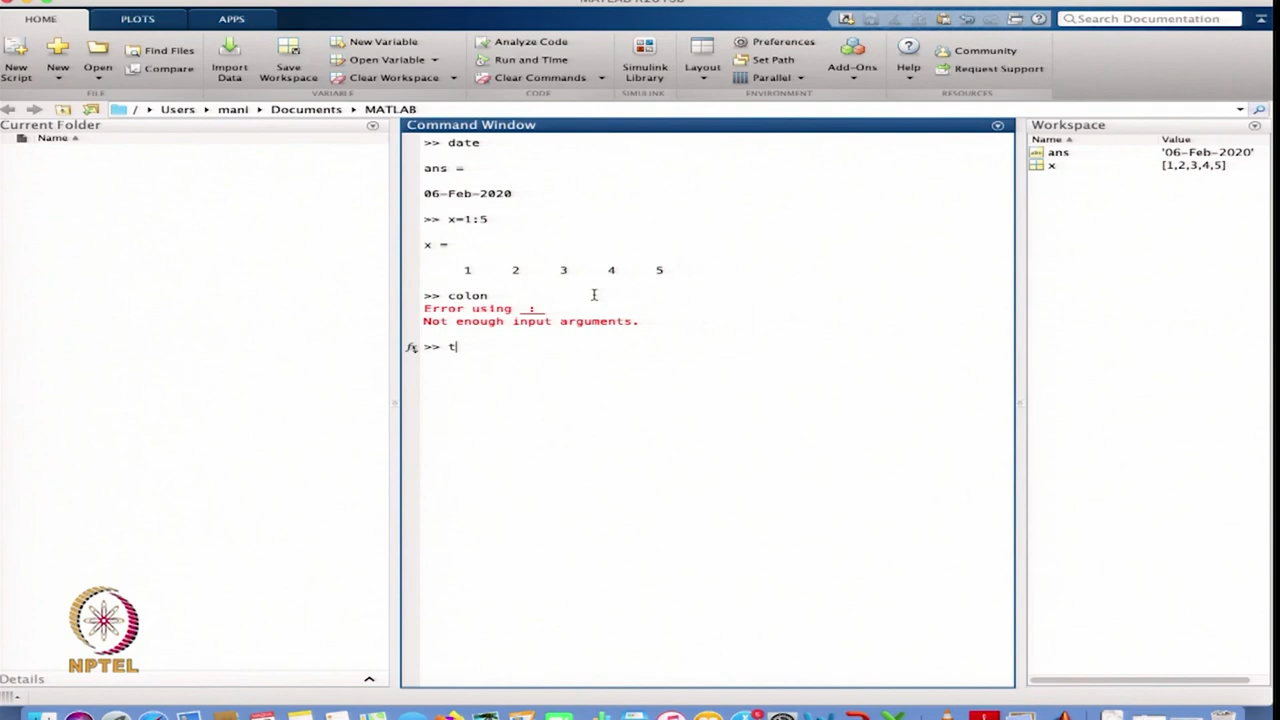 HOME PLOTS APPS Search Documentation
New Script
New
Open
Find Files
Compare
FILE
Import Data
Save Workspace
New Variable
Open Variable
Clear Workspace
VARIABLE
Analyze Code
Run and Time
Clear Commands
CODE
Simulink Library
SIMULINK
Layout
Preferences
Set Path
Parallel
Add-Ons
ENVIRONMENT
Help
Community
Request Support
RESOURCES
/ Users mani Documents MATLAB
Current Folder
Name
Command Window
>> date
ans =
06-Feb-2020
>> x=1:5
x =
1 2 3 4 5
>> colon
Error using :
Not enough input arguments.
fx >> t
Workspace
Name Value
ans '06-Feb-2020'
x [1,2,3,4,5]
NPTEL
Details